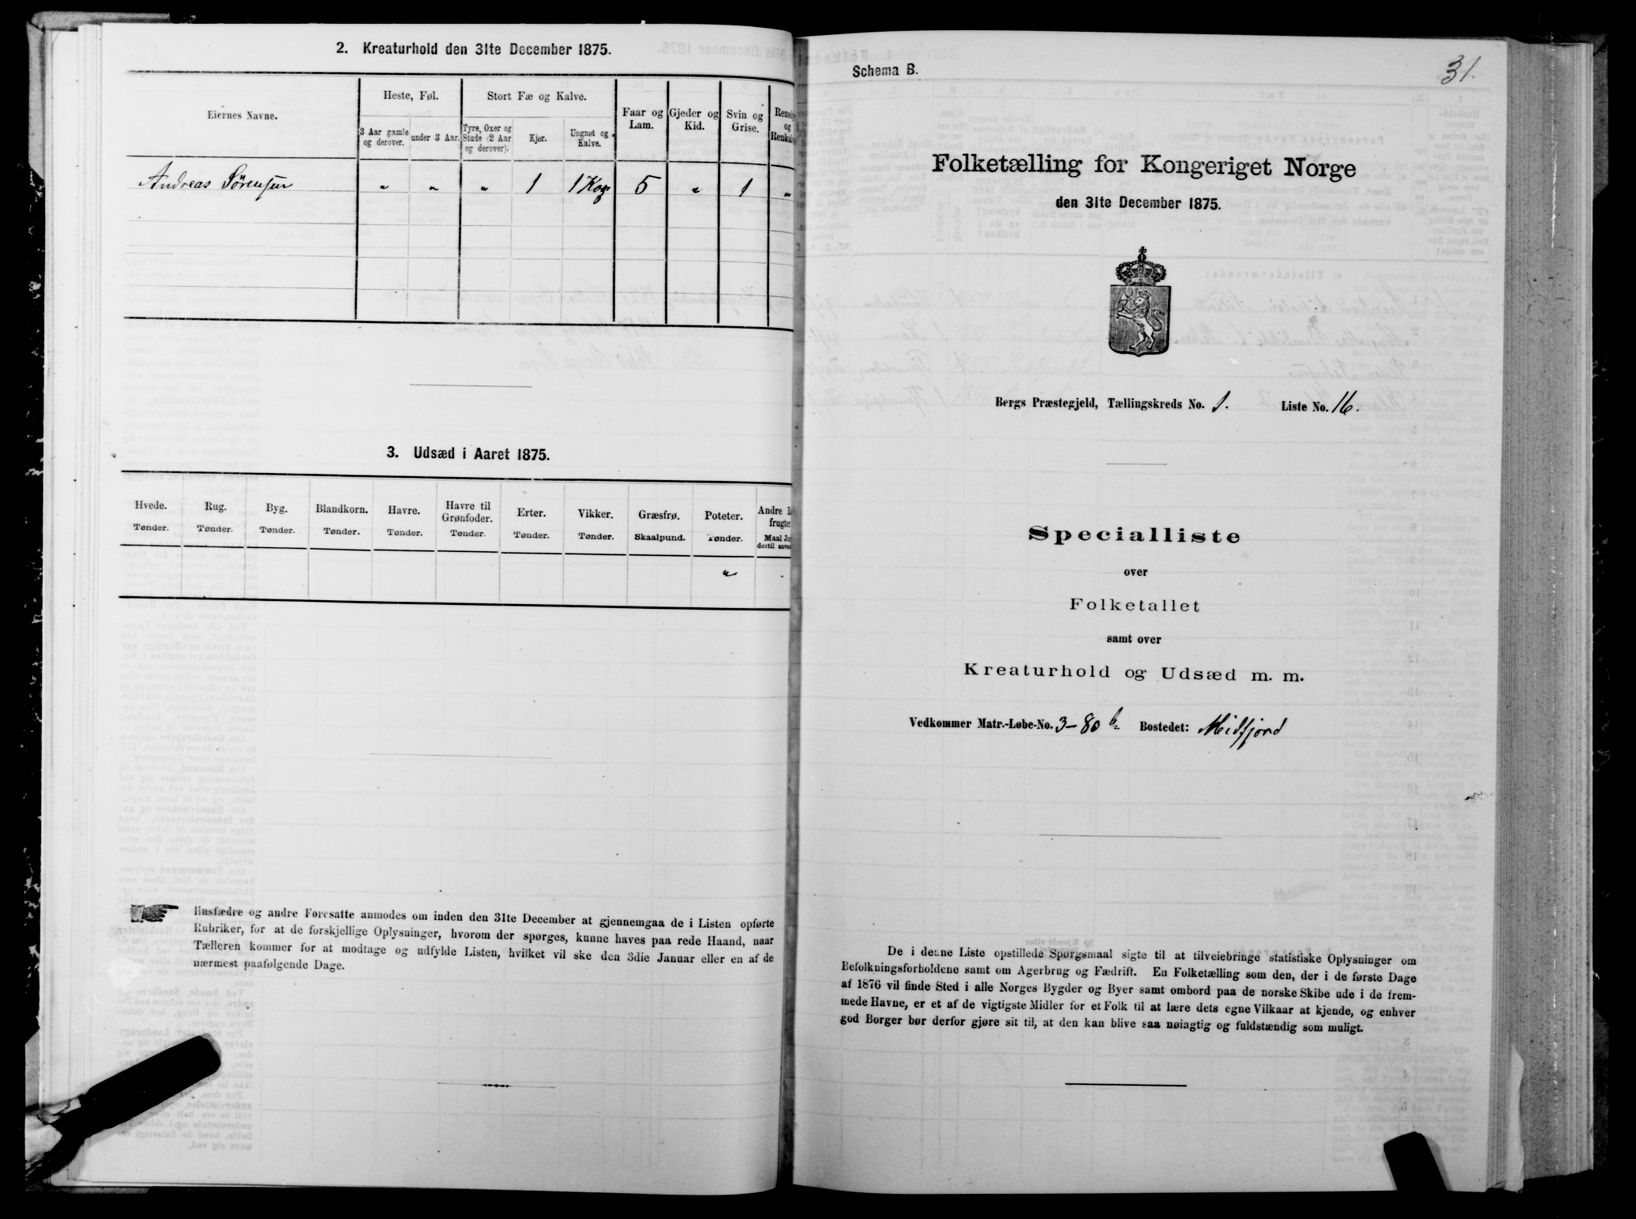 2. Kreaturhold den 31te December 1875.
Eiernes Navne.
Heste, Føl.
3 Aar gamle og derover.
under 3 Aar.
Stort Fæ og Kalve.
Tyre, Oxer og Stude (2 Aar og derover).
Kjør.
Ungnøt og Kalve.
Faar og Lam.
Gjeder og Kid.
Svin og Grise.
og
Andreas Sørensen " " " 1 1 5 " 1 "
3. Udsæd i Aaret 1875.
Hvede. Rug. Byg. Blandkorn. Havre. Havre til Grønfoder. Erter. Vikker. Græsfrø. Poteter. Andre
Tønder. Tønder. Tønder. Tønder. Tønder. Tønder. Tønder. Tønder. Skaalpund. Tønder. Maal
"
Husfædre og andre Foresatte anmodes om inden den 31te December at gjennemgaa de i Listen opførte
Rubriker, for at de forskjellige Oplysninger, hvorom der spørges, kunne haves paa rede Haand, naar
Tælleren kommer for at modtage og udfylde Listen, hvilket vil ske den 3die Januar eller en af de
nærmest paafølgende Dage.
Schema B.
31.
Folketælling for Kongeriget Norge
den 31te December 1875.
Bergs Præstegjeld, Tællingskreds No. 1. Liste No. 16.
Specialliste
over
Folketallet
samt over
Kreaturhold og Udsæd m. m.
Vedkommer Matr.-Løbe-No. 3-80 b Bostedet: Midfjord
De i denne Liste opstillede Spørgsmaal sigte til at tilveiebringe statistiske Oplysninger om
Befolkningsforholdene samt om Agerbrug og Fædrift. En Folketælling som den, der i de første Dage
af 1876 vil finde Sted i alle Norges Bygder og Byer samt ombord paa de norske Skibe ude i de frem-
mede Havne, er et af de vigtigste Midler for et Folk til at lære dets egne Vilkaar at kjende, og enhver
god Borger bør derfor gjøre sit til, at den kan blive saa nøiagtig og fuldstændig som muligt.